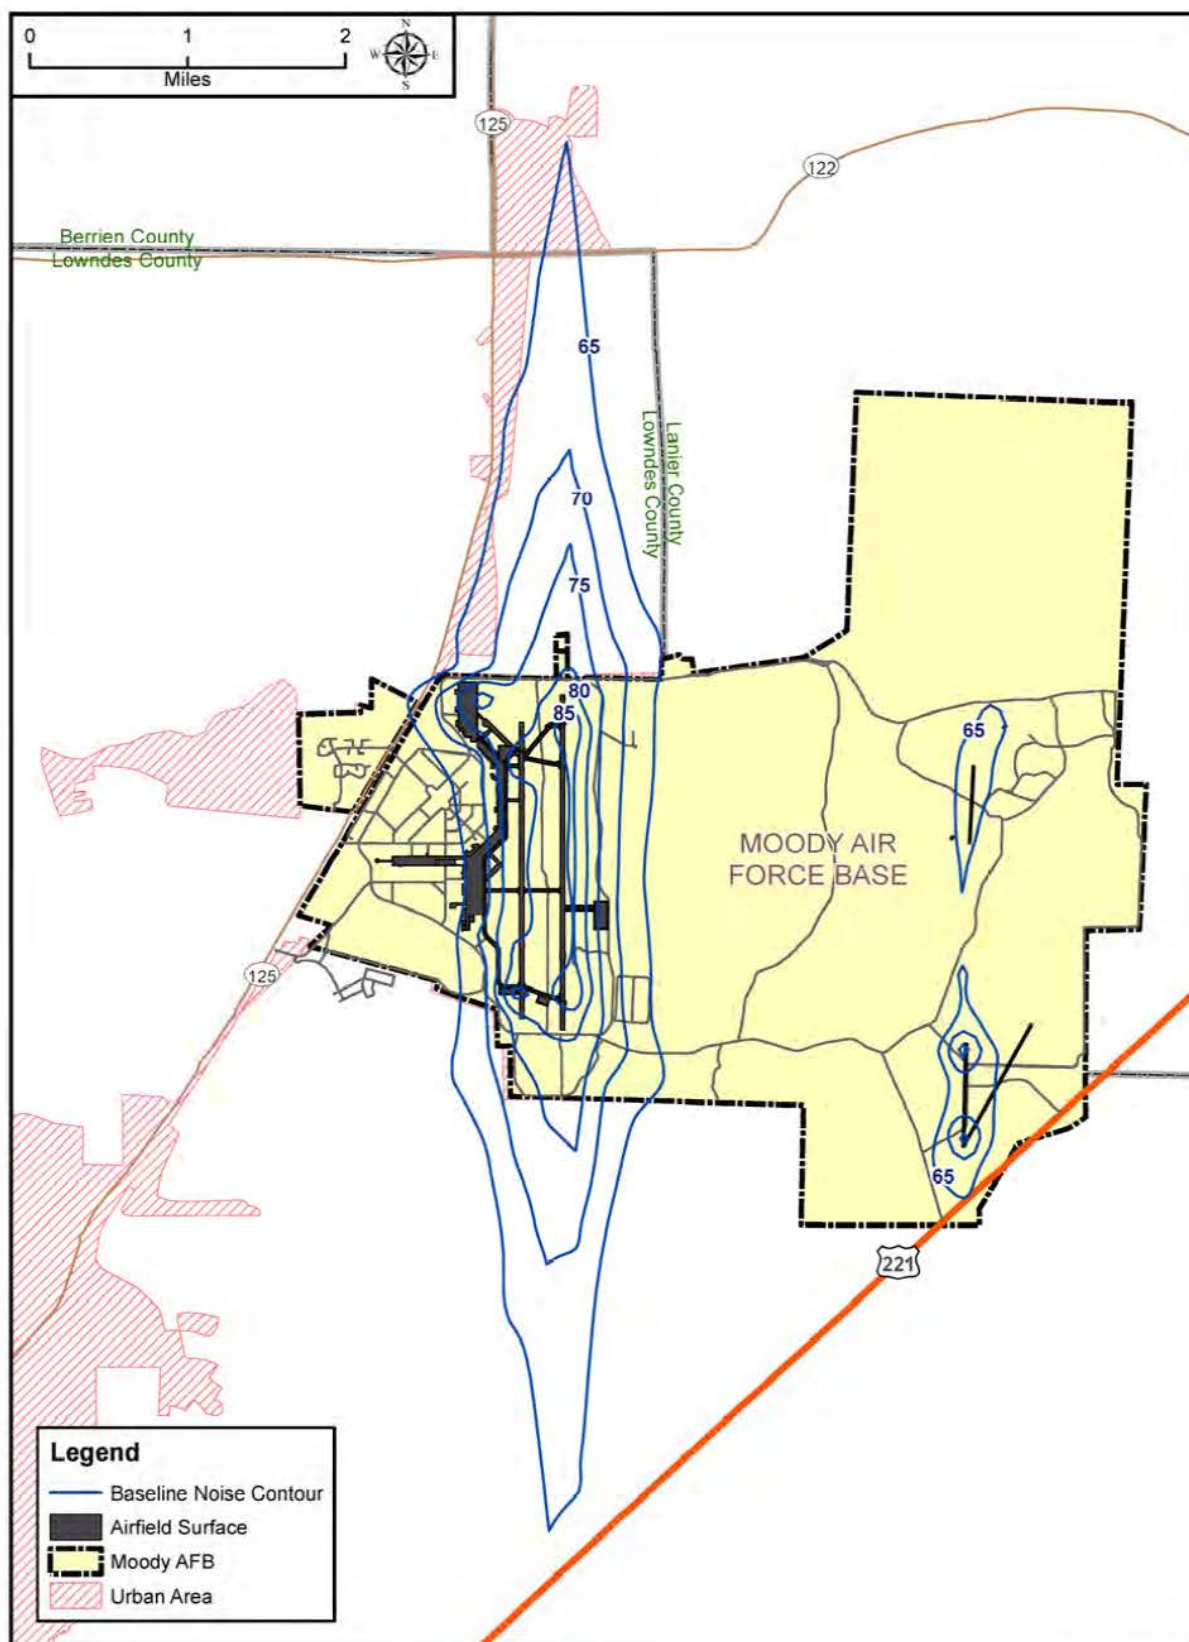 0 1 2
Miles
N
W E
S
125
122
Berrien County
Lowndes County
65
Lanier County
Lowndes County
70
75
80
85
65
MOODY AIR
FORCE BASE
125
65
221
Legend
Baseline Noise Contour
Airfield Surface
Moody AFB
Urban Area